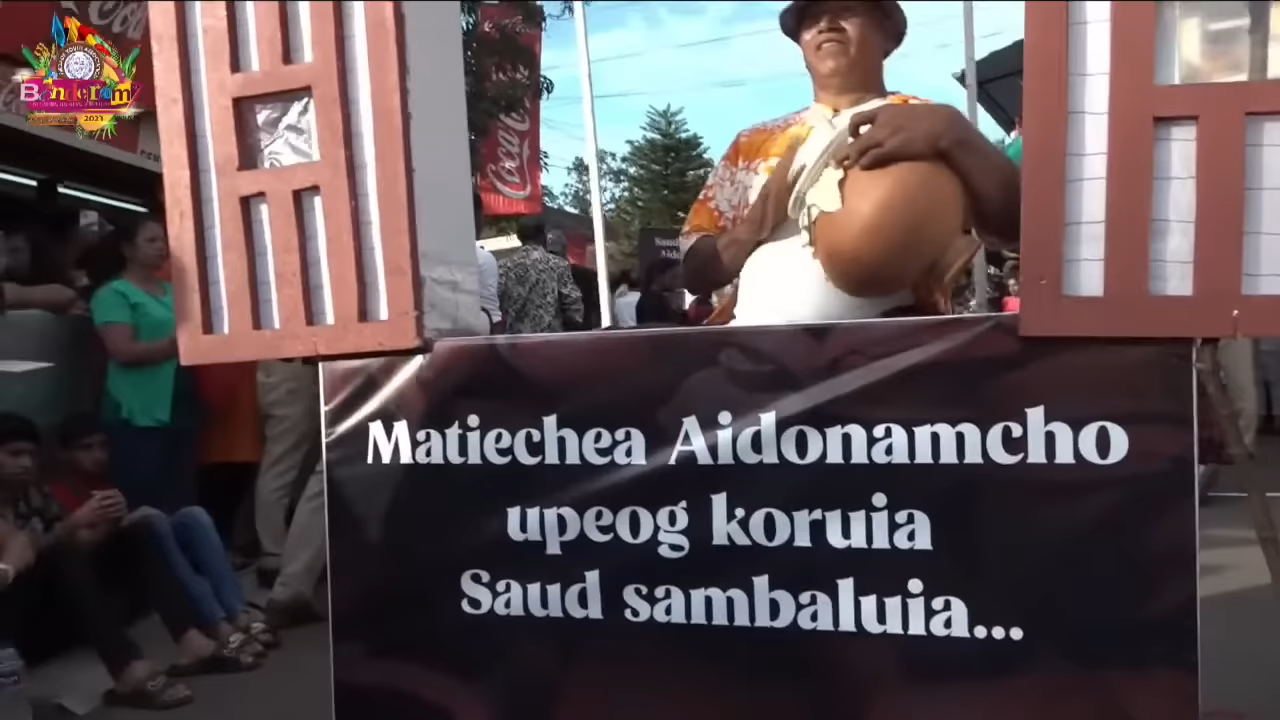 Bonderam
2023
Coca-Cola
Matiechea Aidonamcho
upeog koruia
Saud sambaluia...